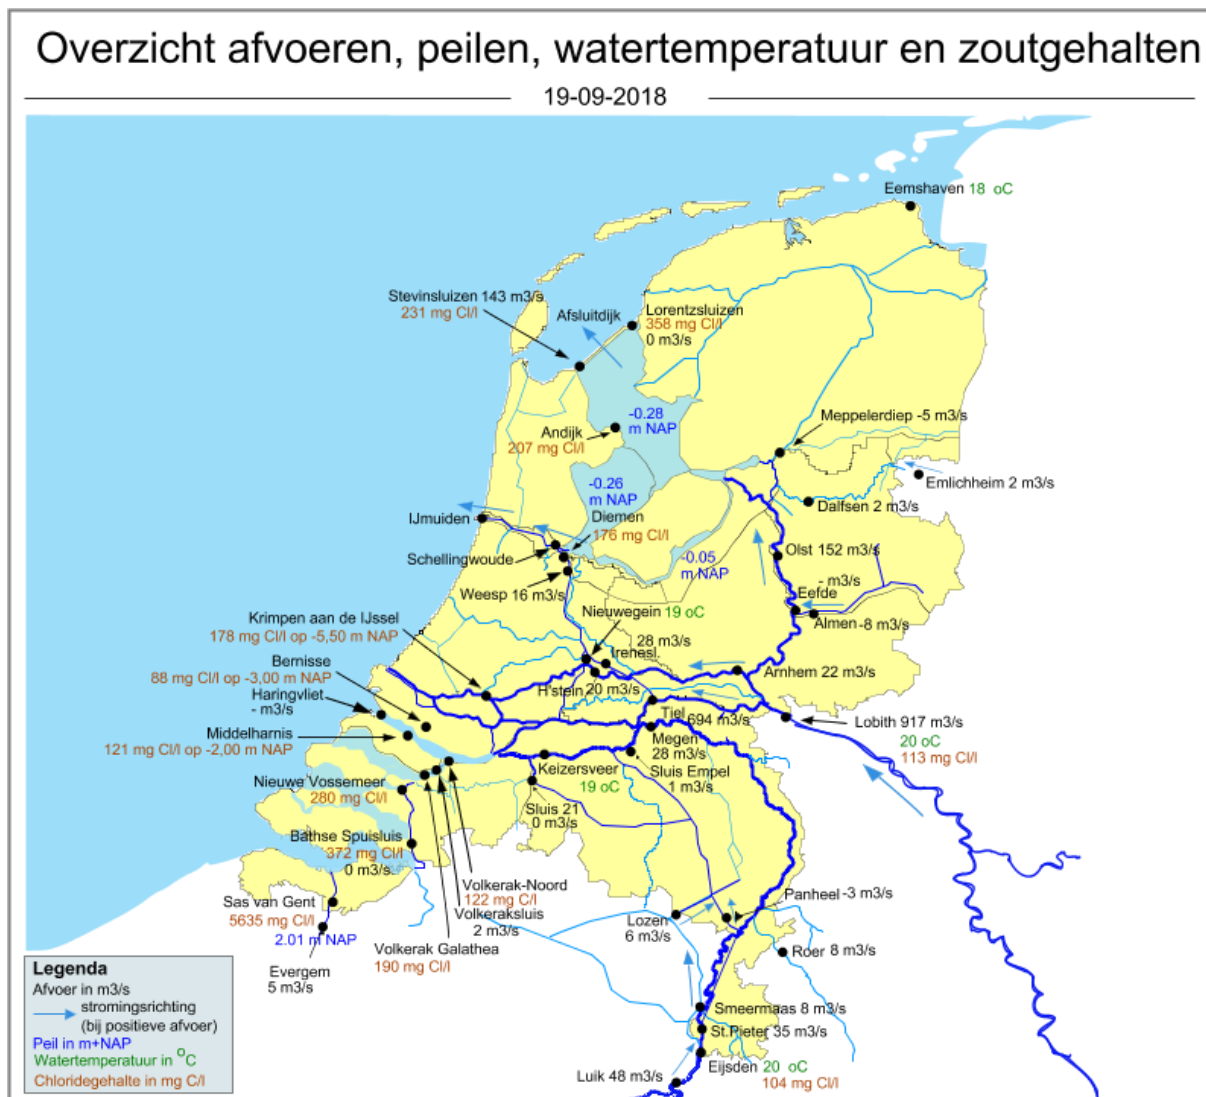 Overzicht afvoeren, peilen, watertemperatuur en zoutgehalten
19-09-2018
Eemshaven 18 oC
Stevinsluizen 143 m3/s
231 mg Cl/l
Afsluitdijk
Lorentzsluizen
358 mg Cl/l
0 m3/s
-0.28
m NAP
Andijk
207 mg Cl/l
Meppelerdiep -5 m3/s
Emlichheim 2 m3/s
-0.26
m NAP
Dalfsen 2 m3/s
IJmuiden
Diemen
176 mg Cl/l
Schellingwoude
-0.05
m NAP
Olst 152 m3/s
- m3/s
Weesp 16 m3/s
Eefde
Almen -8 m3/s
Krimpen aan de IJssel
178 mg Cl/l op -5,50 m NAP
Nieuwegein 19 oC
28 m3/s
Irenesl.
Bernisse
88 mg Cl/l op -3,00 m NAP
Arnhem 22 m3/s
H'stein 20 m3/s
Haringvliet
- m3/s
Tiel 694 m3/s
Lobith 917 m3/s
20 oC
113 mg Cl/l
Middelharnis
121 mg Cl/l op -2,00 m NAP
Megen
28 m3/s
Keizersveer
19 oC
Sluis Empel
1 m3/s
Nieuwe Vossemeer
280 mg Cl/l
Sluis 21
0 m3/s
Bathse Spuisluis
372 mg Cl/l
0 m3/s
Volkerak-Noord
122 mg C/l
Volkeraksluis
2 m3/s
Panheel -3 m3/s
Sas van Gent
5635 mg Cl/l
2.01 m NAP
Lozen
6 m3/s
Volkerak Galathea
190 mg Cl/l
Roer 8 m3/s
Evergem
5 m3/s
Smeermaas 8 m3/s
St.Pieter 35 m3/s
Eijsden 20 oC
104 mg Cl/l
Luik 48 m3/s
Legenda
Afvoer in m3/s
stromingsrichting
(bij positieve afvoer)
Peil in m+NAP
Watertemperatuur in °C
Chloridegehalte in mg C/l